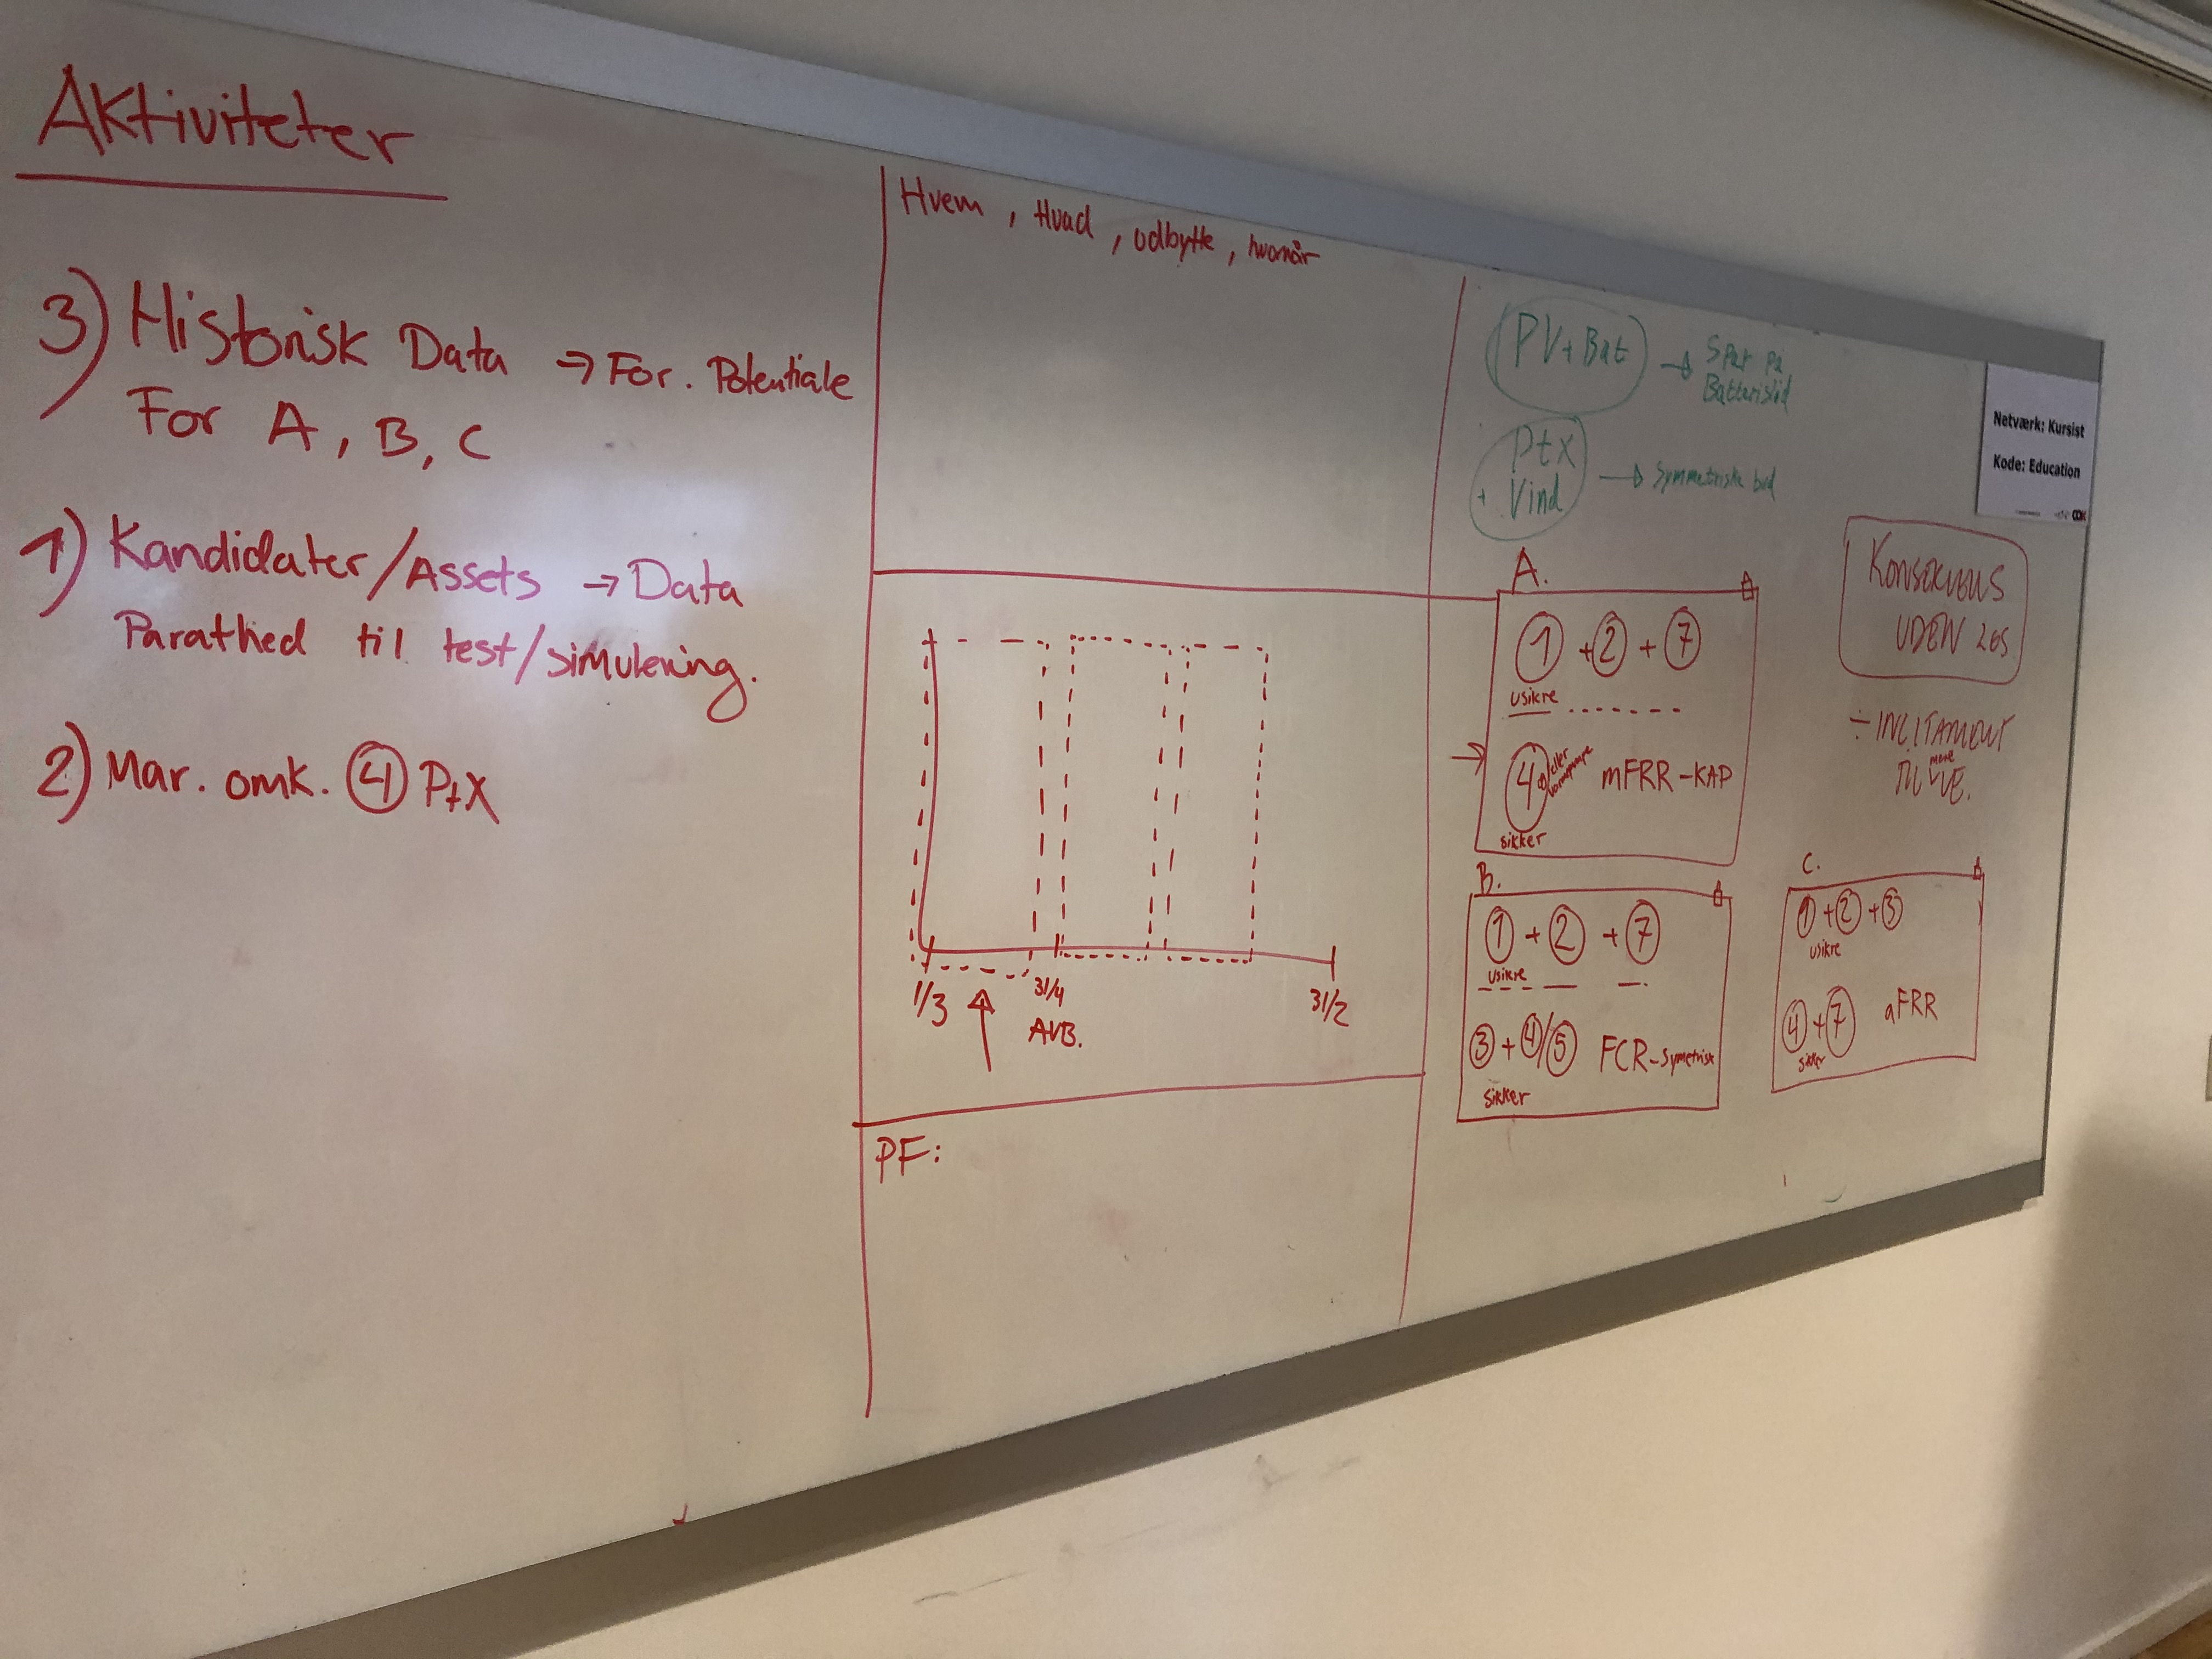 Aktiviteter
3) Historisk Data → For. Potentiale
For A, B, C
1) Kandidater/Assets → Data
Parathed til test/simulering.
2) Mar. omk. ④ PtX
Hvem, Hvad, udbytte, hvornår
1/3
31/4
AVB.
31/2
PF:
PV+Bat → Spar på
Batterislid
Ptx
+ Vind → Symmetriske bud
A.
① + ② + ⑦
usikre
④ eller varmepumpe mFRR-KAP
sikker
B.
① + ② + ⑦
usikre
③ + ④/⑤ FCR-Symetrisk
Sikker
C.
① + ② + ③
usikre
④ + ⑦ aFRR
sikker
KONSEKVENS
UDEN LØS
÷ INCITAMENT
TIL mere VE.
Netværk: Kursist
Kode: Education